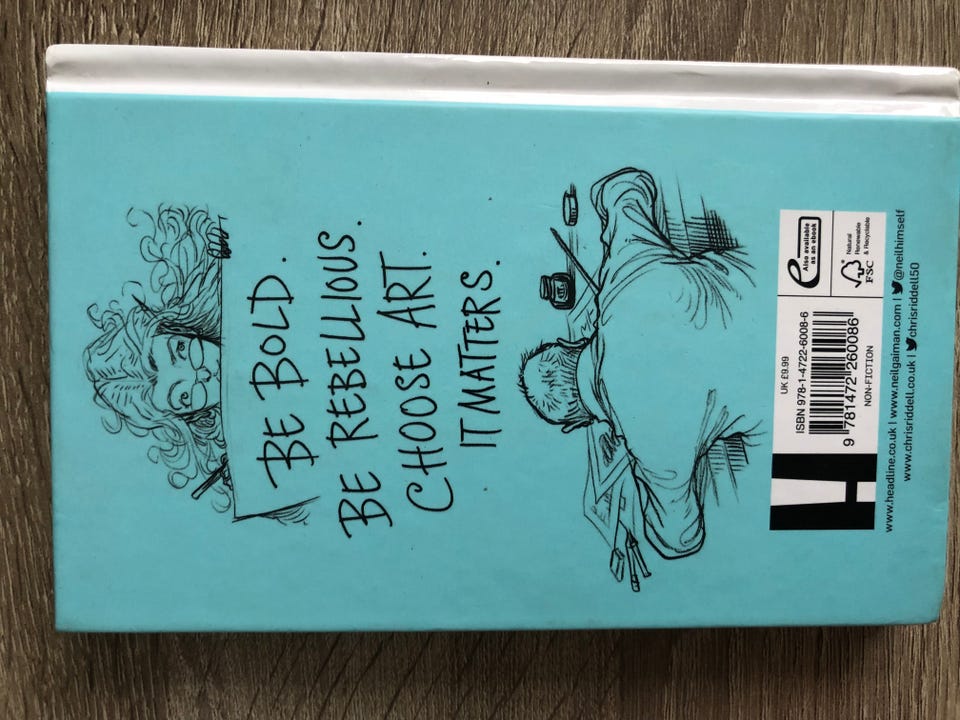 BE BOLD.
BE REBELLIOUS.
CHOOSE ART.
IT MATTERS.
UK £9.99
ISBN 978-1-4722-6008-6
9 781472 260086
NON-FICTION
Also available
as an ebook
FSC
Natural
Renewable
& Recyclable
H
www.headline.co.uk | www.neilgaiman.com | @neilhimself
www.chrisriddell.co.uk | @chrisriddell50